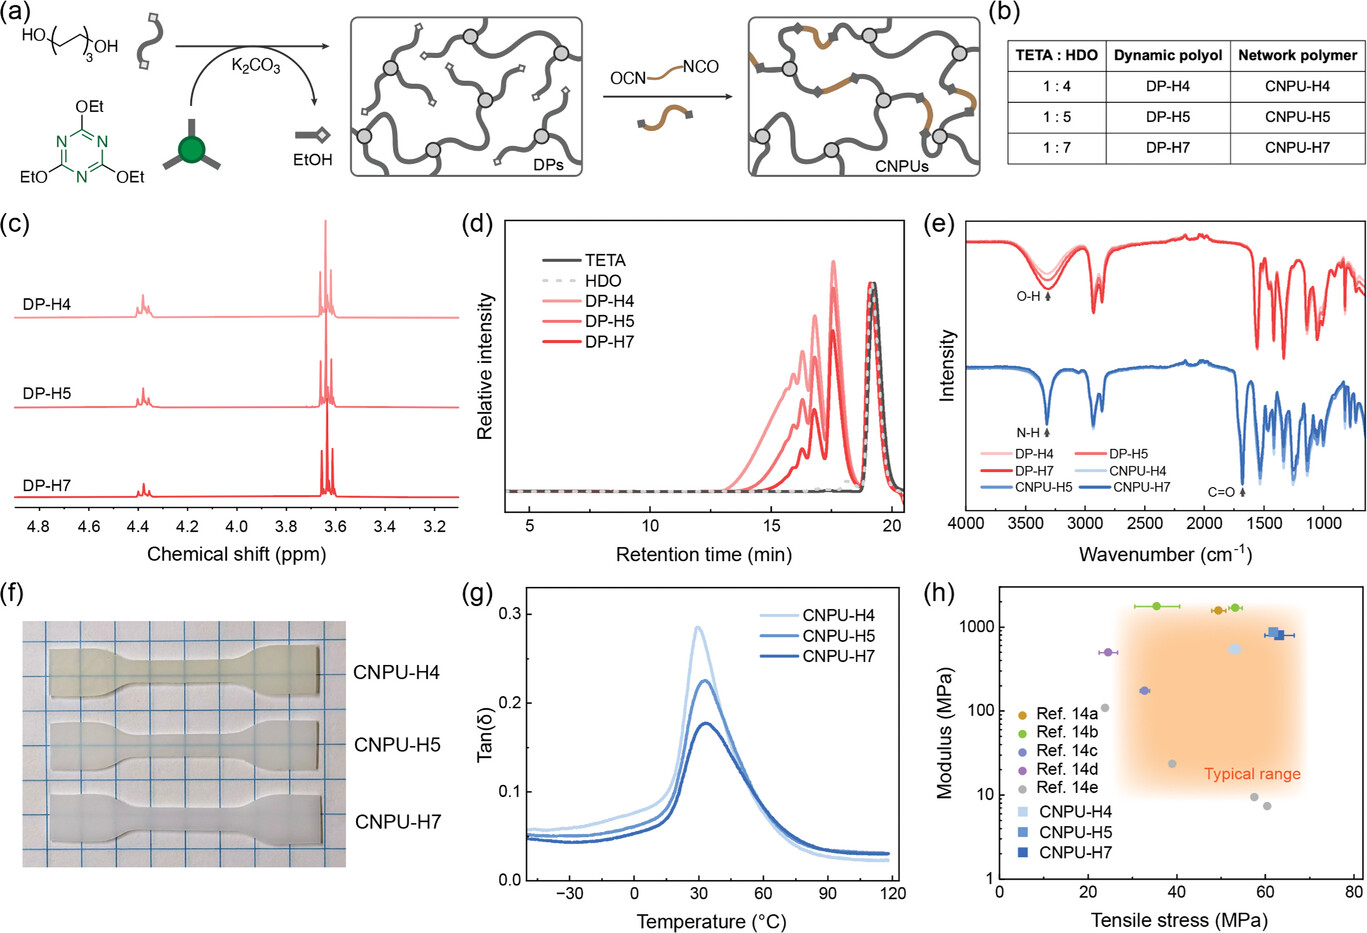 (a)
HO
3
OH
K2CO3
OEt
N
N
N
EtO
OEt
EtOH
DPs
OCN
NCO
CNPUs
(b)
TETA : HDO Dynamic polyol Network polymer
1 : 4 DP-H4 CNPU-H4
1 : 5 DP-H5 CNPU-H5
1 : 7 DP-H7 CNPU-H7
(c)
DP-H4
DP-H5
DP-H7
4.8 4.6 4.4 4.2 4.0 3.8 3.6 3.4 3.2
Chemical shift (ppm)
(d)
Relative intensity
TETA
HDO
DP-H4
DP-H5
DP-H7
5 10 15 20
Retention time (min)
(e)
Intensity
O-H
N-H
C=O
DP-H4 DP-H5
DP-H7 CNPU-H4
CNPU-H5 CNPU-H7
4000 3500 3000 2500 2000 1500 1000
Wavenumber (cm-1)
(f)
CNPU-H4
CNPU-H5
CNPU-H7
(g)
Tan(δ)
0.3
0.2
0.1
0.0
CNPU-H4
CNPU-H5
CNPU-H7
−30 0 30 60 90 120
Temperature (°C)
(h)
Modulus (MPa)
1000
100
10
1
Ref. 14a
Ref. 14b
Ref. 14c
Ref. 14d
Ref. 14e
CNPU-H4
CNPU-H5
CNPU-H7
Typical range
0 20 40 60 80
Tensile stress (MPa)